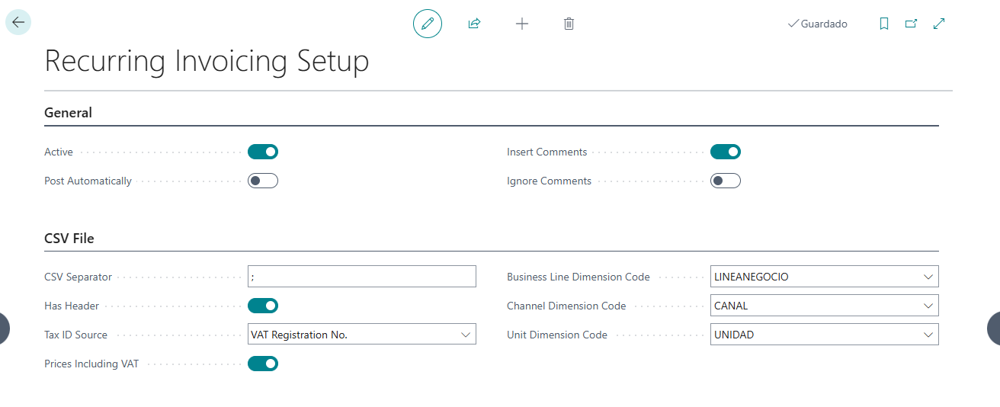 Guardado
Recurring Invoicing Setup
General
Active
Insert Comments
Post Automatically
Ignore Comments
CSV File
CSV Separator ;
Business Line Dimension Code LINEANEGOCIO
Has Header
Channel Dimension Code CANAL
Tax ID Source VAT Registration No.
Unit Dimension Code UNIDAD
Prices Including VAT